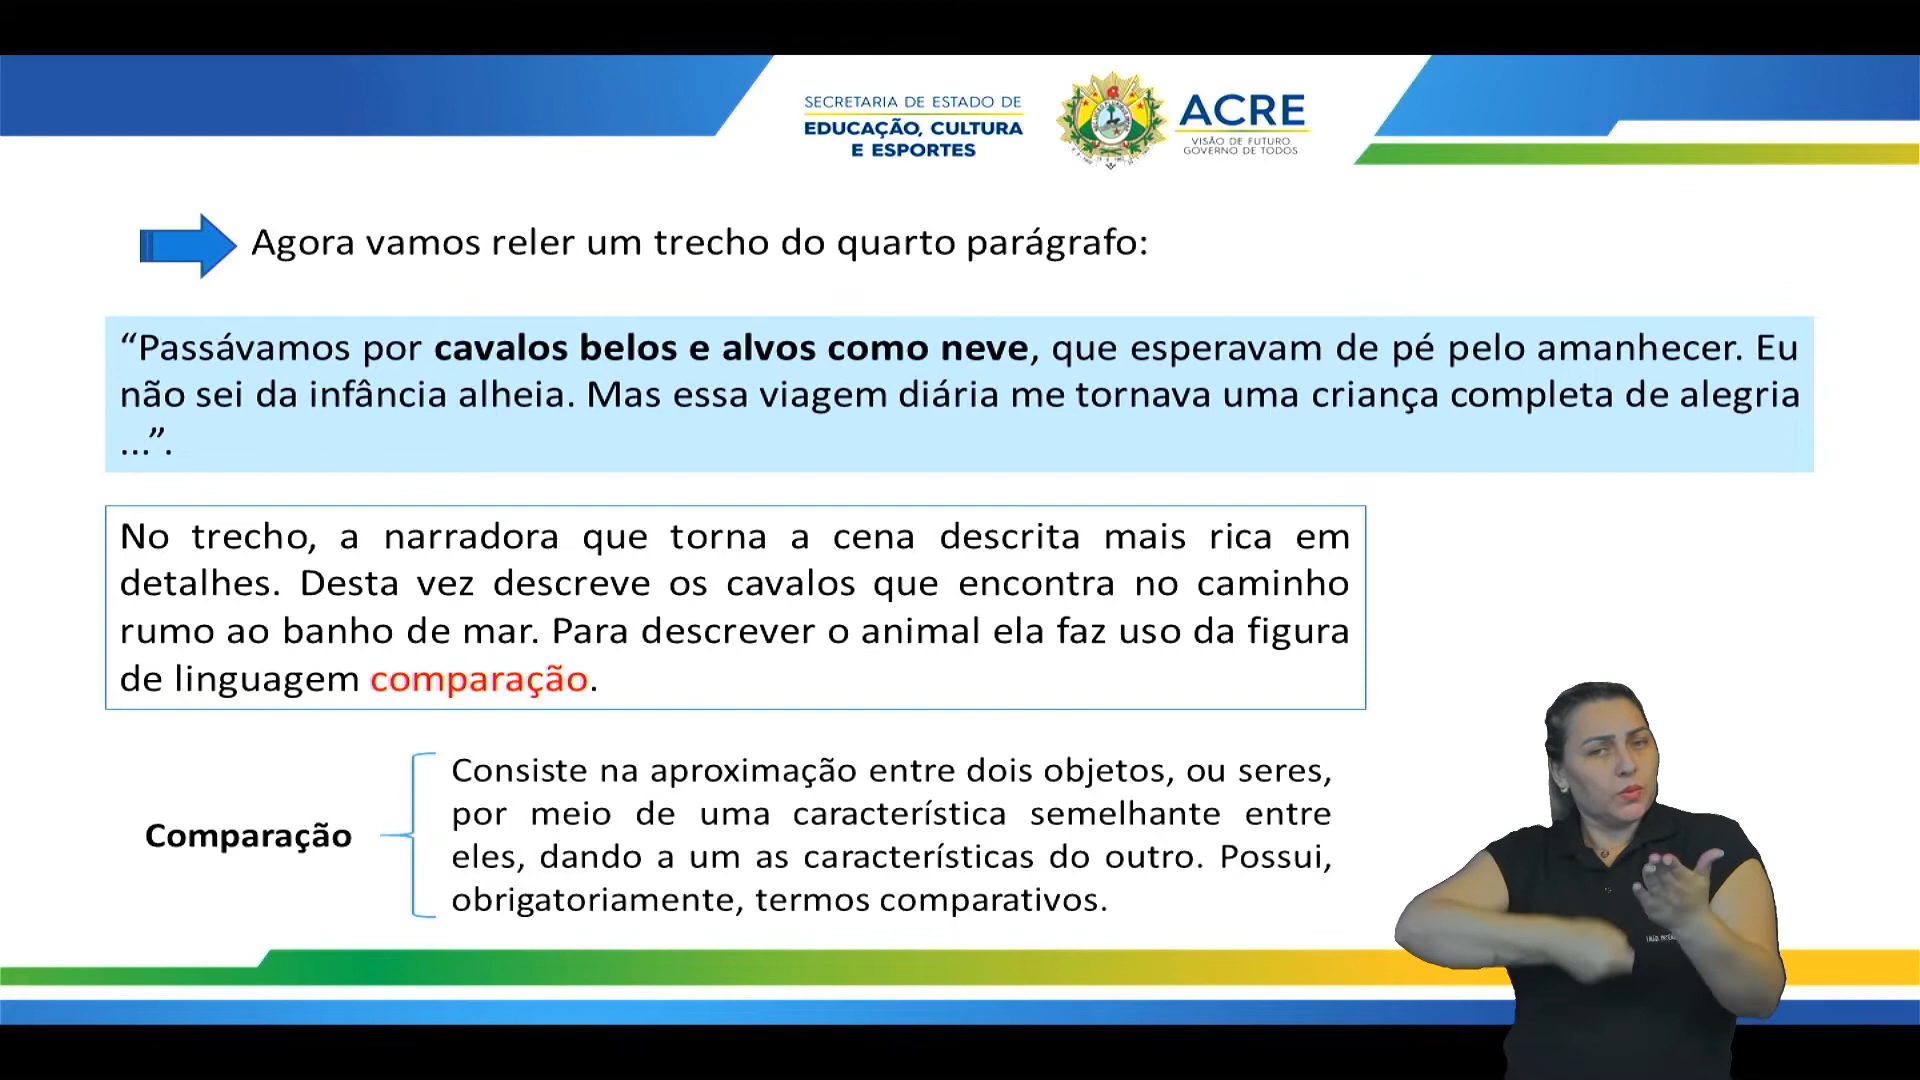 SECRETARIA DE ESTADO DE
EDUCAÇÃO, CULTURA
E ESPORTES
ACRE
VISÃO DE FUTURO
GOVERNO DE TODOS
Agora vamos reler um trecho do quarto parágrafo:
“Passávamos por cavalos belos e alvos como neve, que esperavam de pé pelo amanhecer. Eu
não sei da infância alheia. Mas essa viagem diária me tornava uma criança completa de alegria
...”.
No trecho, a narradora que torna a cena descrita mais rica em
detalhes. Desta vez descreve os cavalos que encontra no caminho
rumo ao banho de mar. Para descrever o animal ela faz uso da figura
de linguagem comparação.
Comparação
Consiste na aproximação entre dois objetos, ou seres,
por meio de uma característica semelhante entre
eles, dando a um as características do outro. Possui,
obrigatoriamente, termos comparativos.